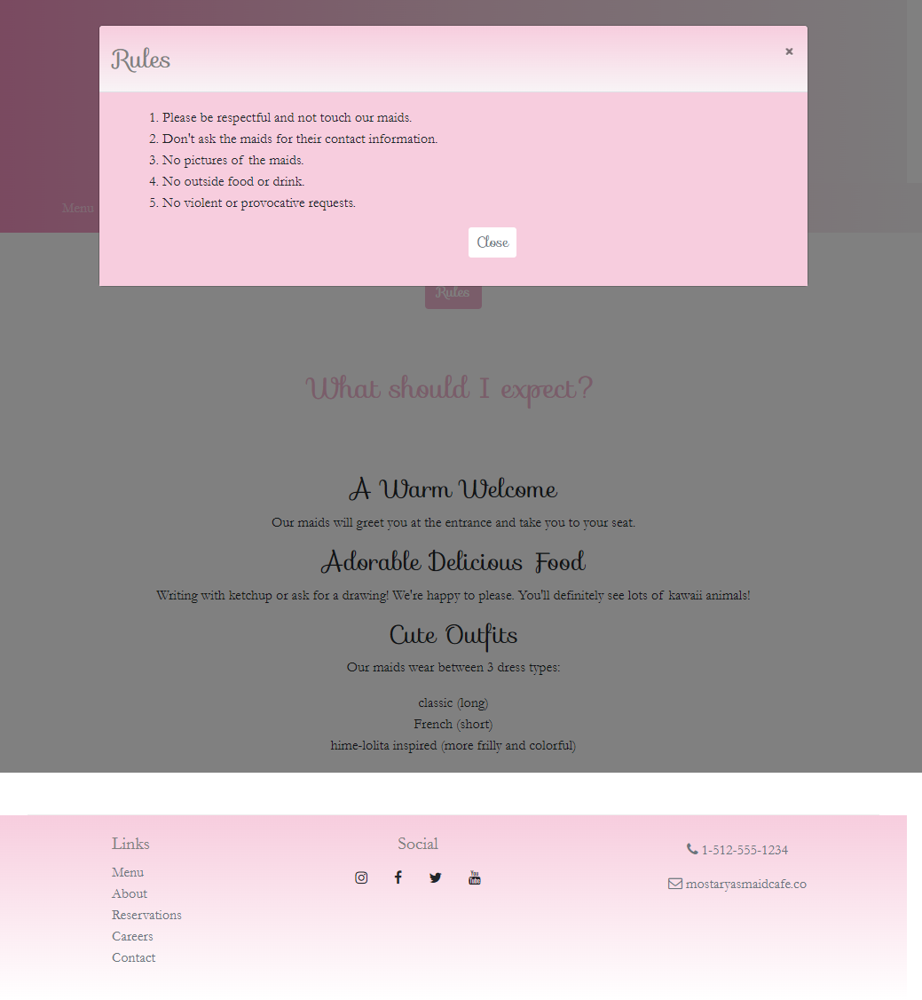 Rules
×
1. Please be respectful and not touch our maids.
2. Don't ask the maids for their contact information.
3. No pictures of the maids.
4. No outside food or drink.
5. No violent or provocative requests.
Menu
Close
Rules
What should I expect?
A Warm Welcome
Our maids will greet you at the entrance and take you to your seat.
Adorable Delicious Food
Writing with ketchup or ask for a drawing! We're happy to please. You'll definitely see lots of kawaii animals!
Cute Outfits
Our maids wear between 3 dress types:
classic (long)
French (short)
hime-lolita inspired (more frilly and colorful)
Links
Menu
About
Reservations
Careers
Contact
Social
You Tube
1-512-555-1234
mostaryasmaidcafe.co